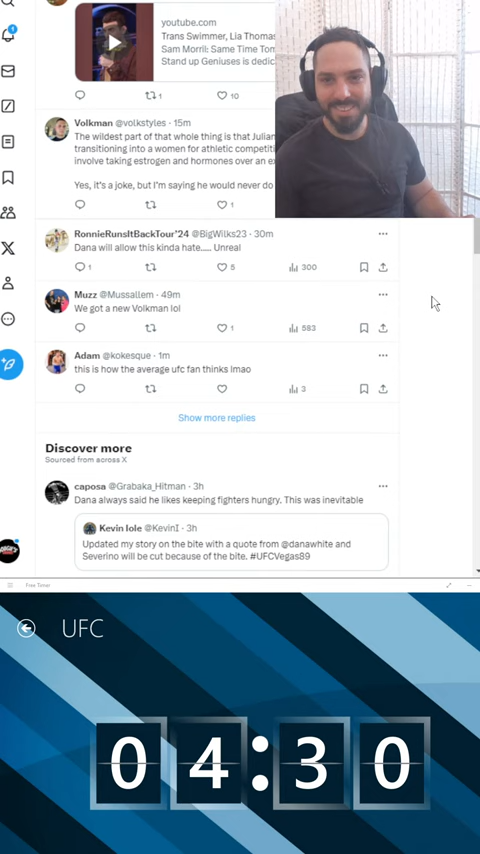 youtube.com
Trans Swimmer, Lia Thomas
Sam Morril: Same Time Tom
Stand up Geniuses is dedic
1
10
Volkman @volkstyles · 15m
The wildest part of that whole thing is that Julian
transitioning into a women for athletic competiti
involve taking estrogen and hormones over an ex
Yes, it's a joke, but I'm saying he would never do
1
RonnieRunsItBackTour'24 @BigWilks23 · 30m
Dana will allow this kinda hate..... Unreal
1
5
300
Muzz @Mussallem · 49m
We got a new Volkman lol
1
583
Adam @kokesque · 1m
this is how the average ufc fan thinks lmao
3
Show more replies
Discover more
Sourced from across X
caposa @Grabaka_Hitman · 3h
Dana always said he likes keeping fighters hungry. This was inevitable
Kevin Iole @KevinI · 3h
Updated my story on the bite with a quote from @danawhite and
Severino will be cut because of the bite. #UFCVegas89
Free Timer
UFC
04:30